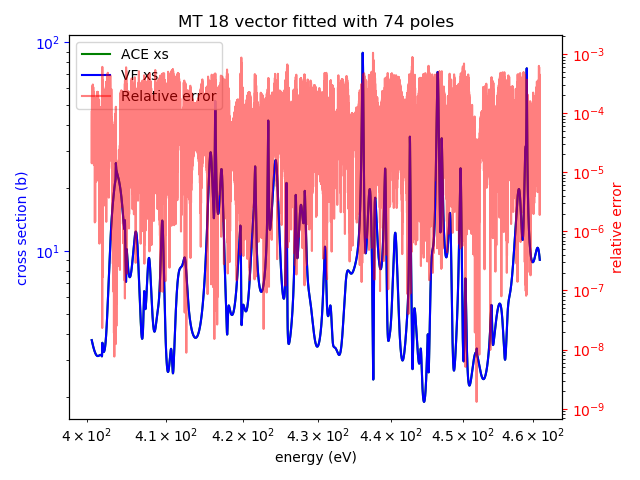 MT 18 vector fitted with 74 poles
ACE xs
VF xs
Relative error
cross section (b)
10²
10¹
relative error
10⁻³
10⁻⁴
10⁻⁵
10⁻⁶
10⁻⁷
10⁻⁸
10⁻⁹
4 × 10² 4.1 × 10² 4.2 × 10² 4.3 × 10² 4.4 × 10² 4.5 × 10² 4.6 × 10²
energy (eV)